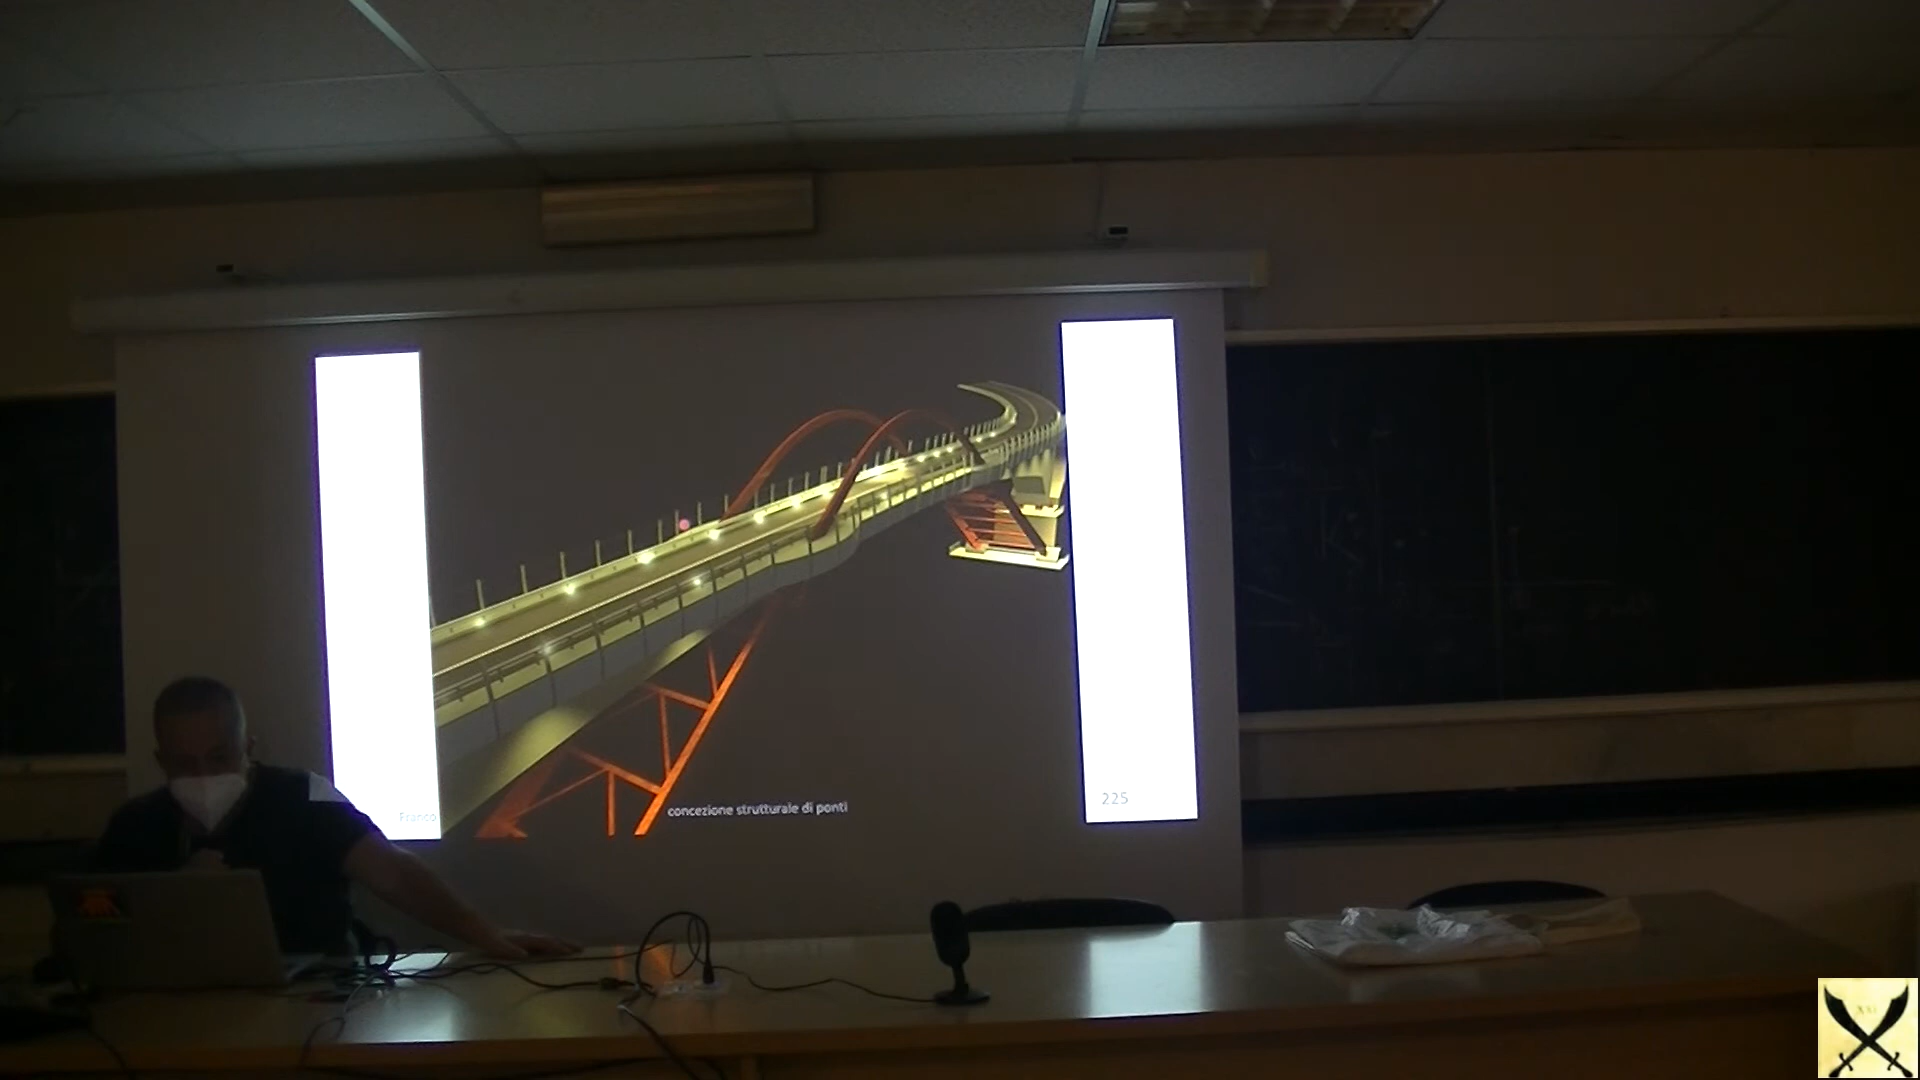 Franco
concezione strutturale di ponti
225